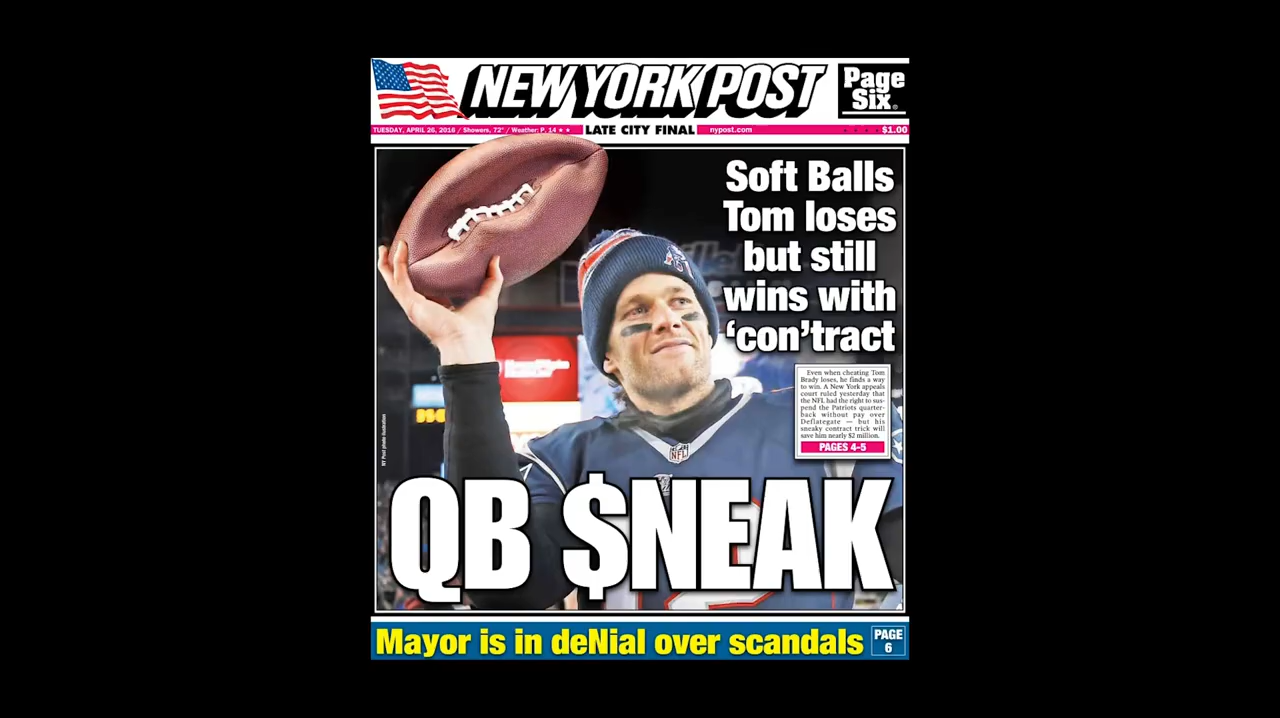 NEW YORK POST
Page
Six®
TUESDAY, APRIL 26, 2016 / Showers, 72° / Weather: P. 14 ★ ★
LATE CITY FINAL
nypost.com
$1.00
Soft Balls
Tom loses
but still
wins with
‘con’tract
Even when cheating Tom
Brady loses, he finds a way
to win. A New York appeals
court ruled yesterday that
the NFL had the right to sus-
pend the Patriots quarter-
back without pay over
Deflategate — but his
sneaky contract trick will
save him nearly $2 million.
PAGES 4-5
NFL
NY Post photo illustration
QB $NEAK
Mayor is in deNial over scandals
PAGE
6